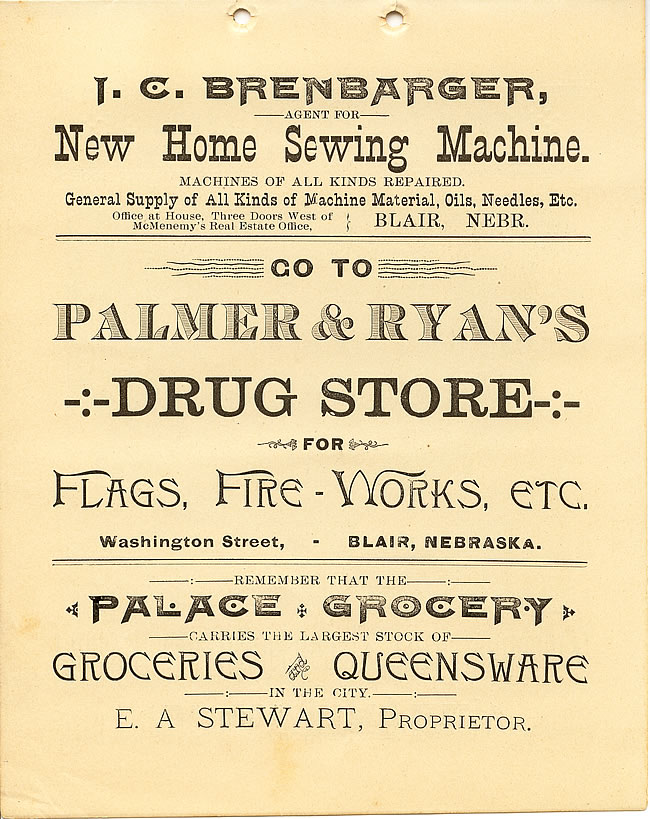 J. C. BRENBARGER,
AGENT FOR
New Home Sewing Machine.
MACHINES OF ALL KINDS REPAIRED.
General Supply of All Kinds of Machine Material, Oils, Needles, Etc.
Office at House, Three Doors West of
McMenemy's Real Estate Office,
BLAIR, NEBR.
GO TO
PALMER & RYAN'S
-:-DRUG STORE-:-
FOR
FLAGS, FIRE-WORKS, ETC.
Washington Street, - BLAIR, NEBRASKA.
REMEMBER THAT THE
PALACE GROCERY
CARRIES THE LARGEST STOCK OF
GROCERIES and QUEENSWARE
IN THE CITY.
E. A STEWART, PROPRIETOR.